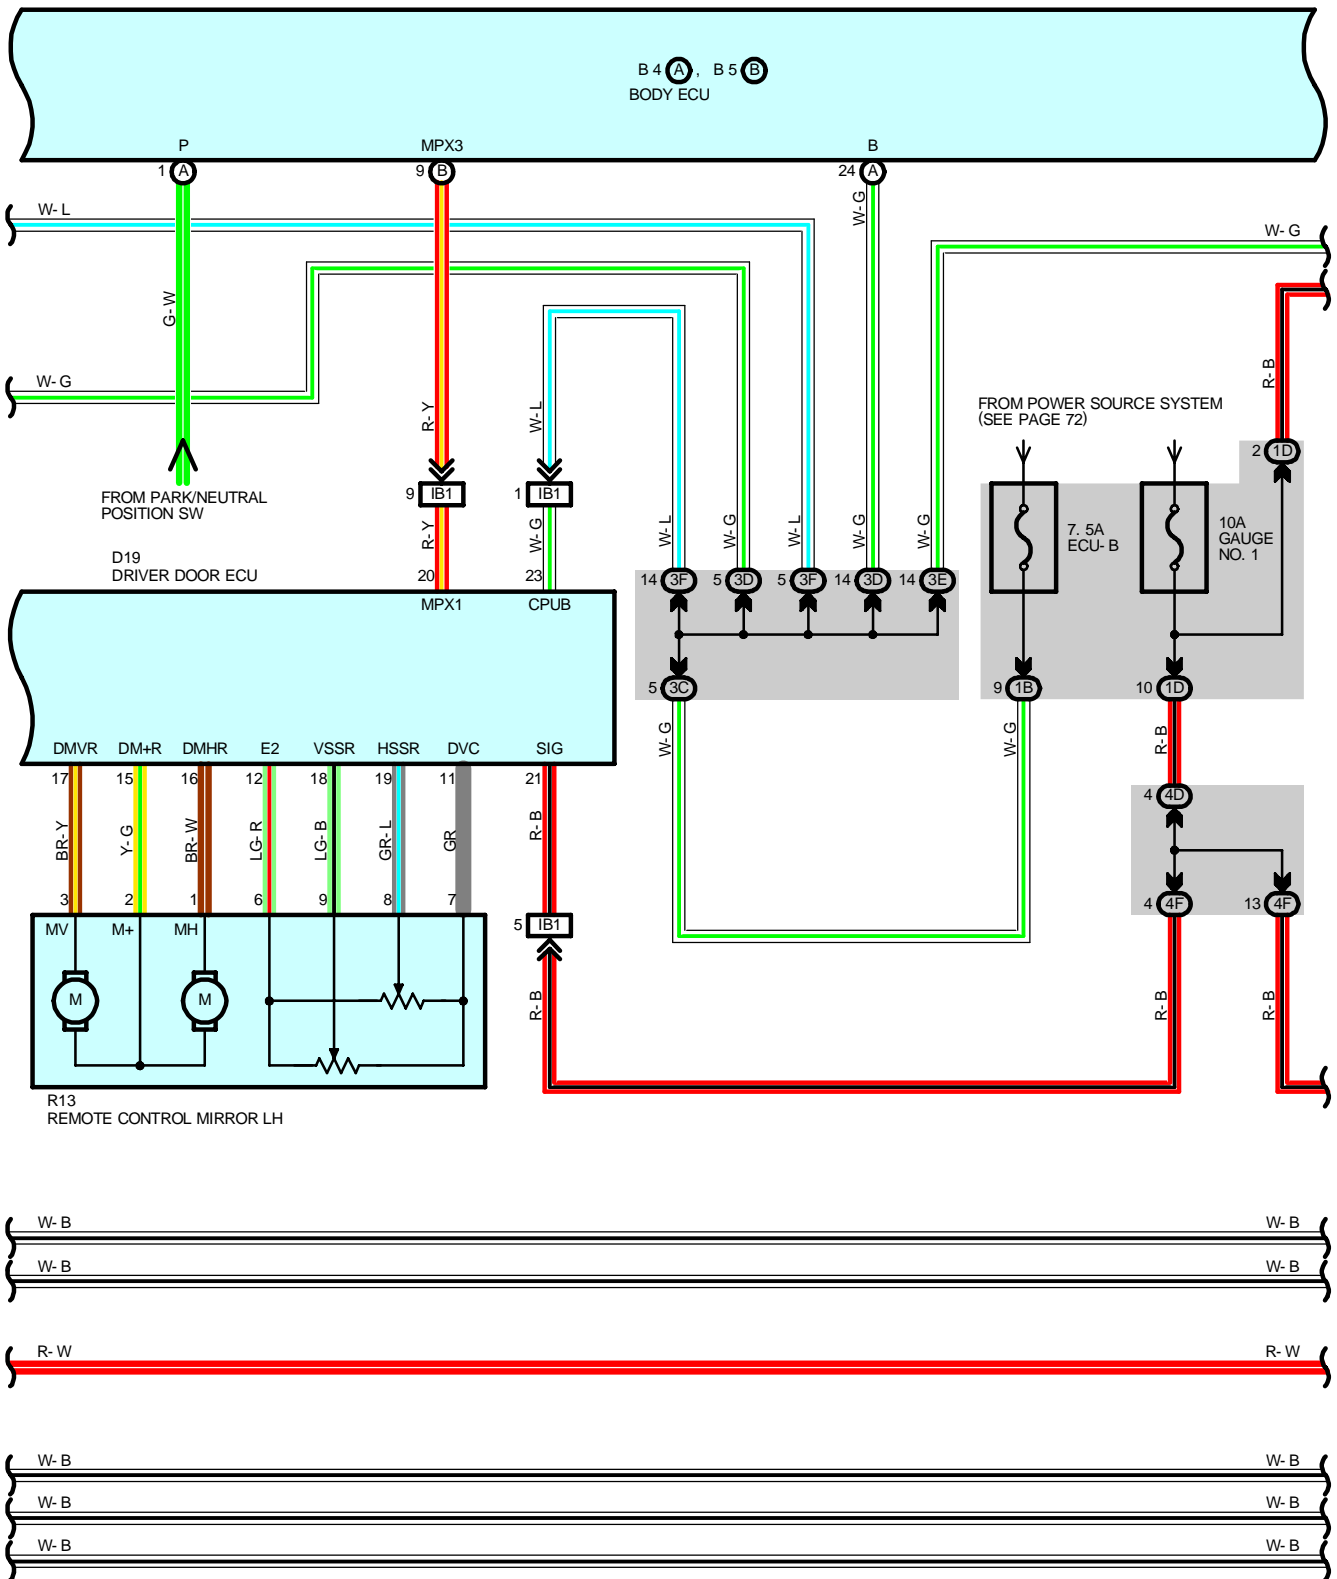 B 4 A , B 5 B
BODY ECU
P MPX3 B
1 A 9 B 24 A
W- L
W- G
W- G
G- W
W- G
R- Y
W- L
R- B
FROM POWER SOURCE SYSTEM
(SEE PAGE 72)
2 1D
FROM PARK/NEUTRAL
POSITION SW
9 IB1 1 IB1
R- Y
W- G
W- L
W- G
W- L
W- G
W- G
7. 5A
ECU- B
10A
GAUGE
NO. 1
D19
DRIVER DOOR ECU
20 23
14 3F 5 3D 5 3F 14 3D 14 3E
MPX1 CPUB
5 3C 9 1B 10 1D
W- G
W- G
R- B
DMVR DM+R DMHR E2 VSSR HSSR DVC SIG
17 15 16 12 18 19 11 21
4 4D
BR- Y
Y- G
BR- W
LG- R
LG- B
GR- L
GR
R- B
3 2 1 6 9 8 7
4 4F 13 4F
MV M+ MH
5 IB1
M M
R- B
R- B
R- B
R13
REMOTE CONTROL MIRROR LH
W- B W- B
W- B W- B
R- W R- W
W- B W- B
W- B W- B
W- B W- B